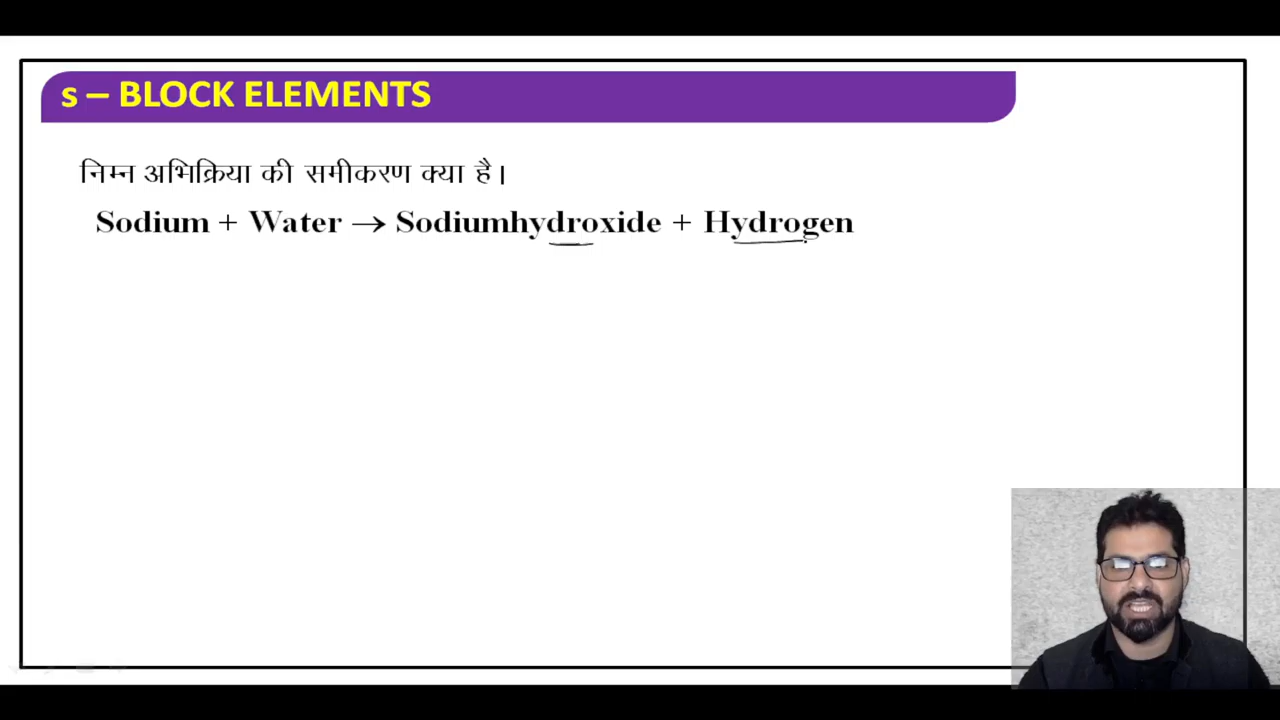 s – BLOCK ELEMENTS
निम्न अभिक्रिया की समीकरण क्या है।
Sodium + Water → Sodiumhydroxide + Hydrogen